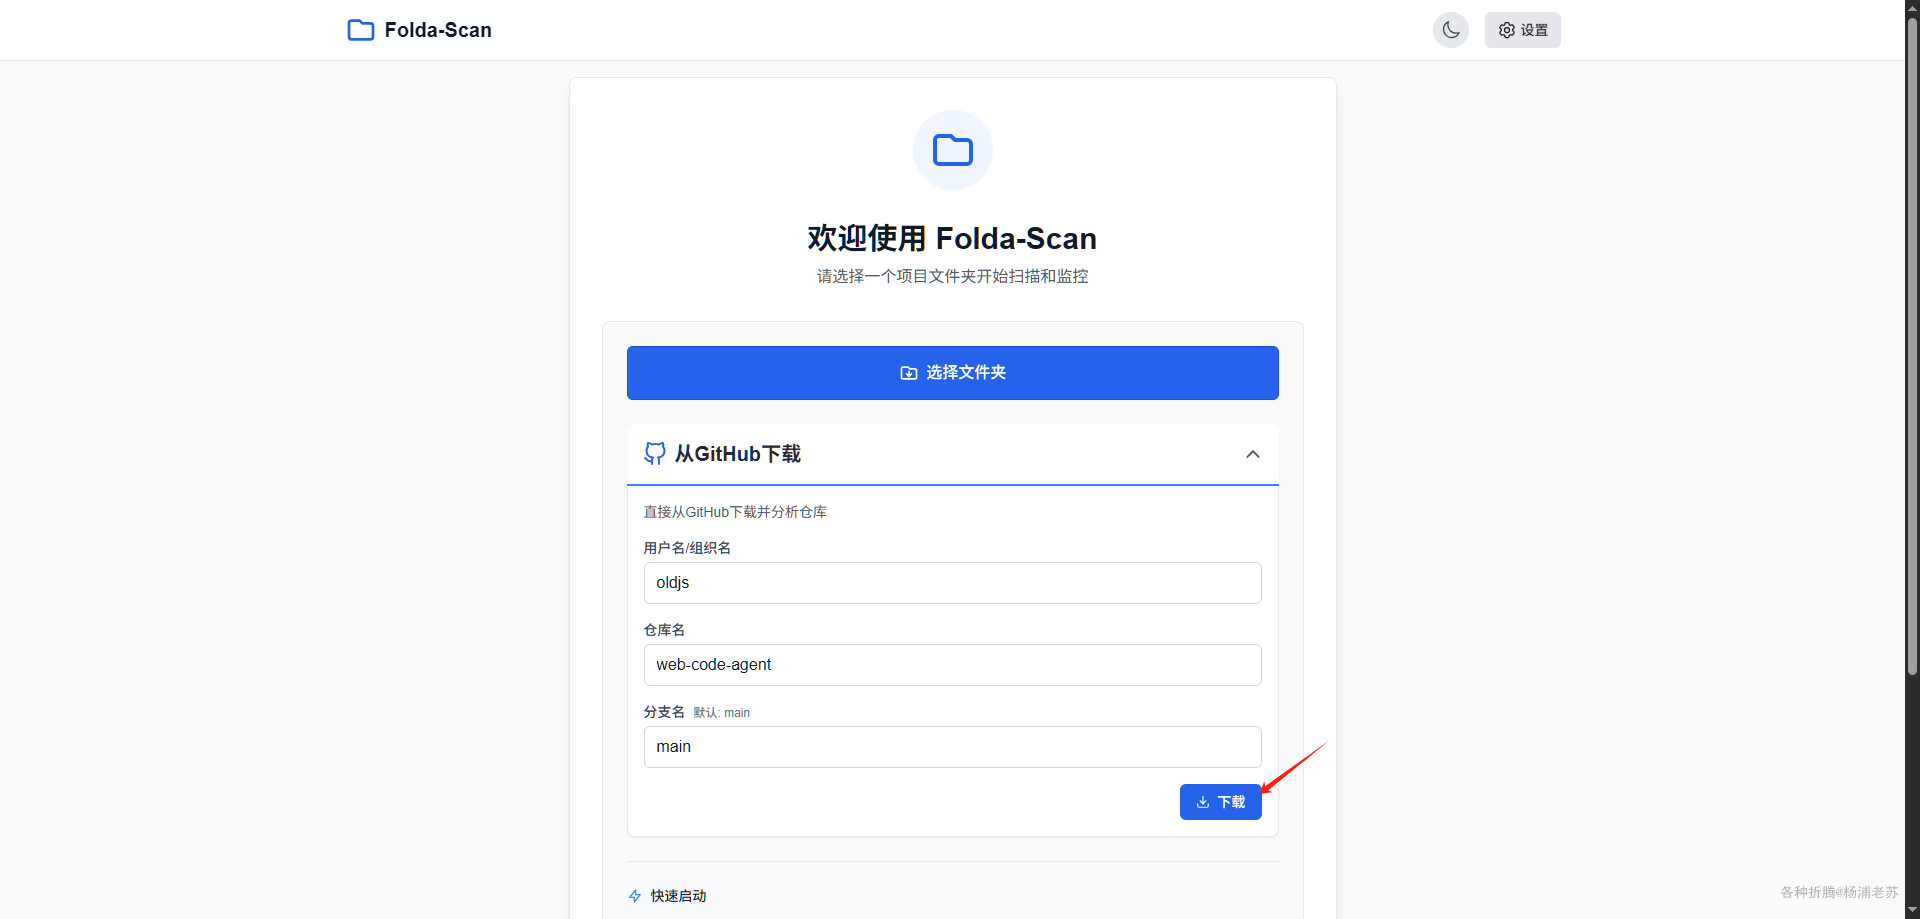 Folda-Scan
设置
欢迎使用 Folda-Scan
请选择一个项目文件夹开始扫描和监控
选择文件夹
从GitHub下载
直接从GitHub下载并分析仓库
用户名/组织名
oldjs
仓库名
web-code-agent
分支名 默认: main
main
下载
快速启动
各种折腾@杨浦老苏